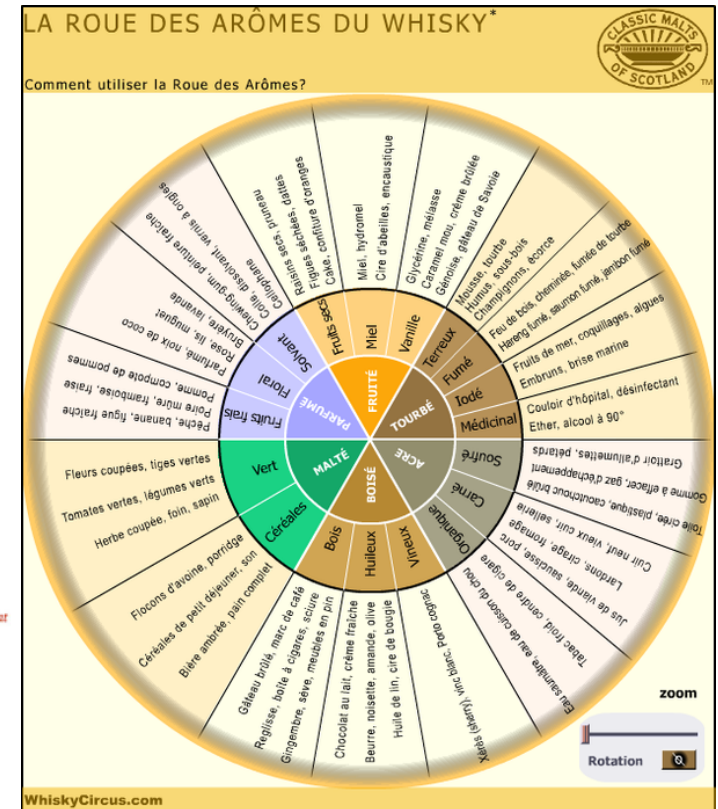 LA ROUE DES ARÔMES DU WHISKY*
CLASSIC MALTS
OF SCOTLAND
TM
Comment utiliser la Roue des Arômes?
FRUITÉ
Fruits secs
Raisins secs, pruneau
Figues séchées, dattes
Cake, confiture d'oranges
Miel
Miel, hydromel
Cire d'abeilles, encaustique
Vanille
Glycérine, mélasse
Caramel mou, crème brûlée
Génoise, gâteau de Savoie
TOURBÉ
Terreux
Mousse, tourbe
Humus, sous-bois
Champignons, écorce
Fumé
Feu de bois, cheminée, fumée de tourbe
Hareng fumé, saumon fumé, jambon fumé
Iodé
Fruits de mer, coquillages, algues
Embruns, brise marine
Médicinal
Couloir d'hôpital, désinfectant
Ether, alcool à 90°
ACRE
Soufré
Grattoir d'allumettes, pétards
Gomme à effacer, gaz d'échappement
Toile cirée, plastique, caoutchouc brûlé
Carné
Cuir neuf, vieux cuir, sellerie
Lardons, cirage, fromage
Jus de viande, saucisse, porc
Organique
Tabac froid, cendre de cigare
Eau saumâtre, eau de cuisson du chou
BOISÉ
Vineux
Xérès (sherry), vinc blanc, Porto cognac
Huileux
Chocolat au lait, crème fraîche
Beurre, noisette, amande, olive
Huile de lin, cire de bougie
Bois
Gâteau brûlé, marc de café
Reglisse, boîte à cigares, sciure
Gingembre, sève, meubles en pin
MALTÉ
Céréales
Flocons d'avoine, porridge
Céréales de petit déjeuner, son
Bière ambrée, pain complet
Vert
Fleurs coupées, tiges vertes
Tomates vertes, légumes verts
Herbe coupée, foin, sapin
PARFUMÉ
Fruits frais
Pomme, compote de pommes
Poire mûre, framboise, fraise
Pêche, banane, figue fraîche
Floral
Bruyère, lavande
Rose, lis, muguet
Parfumé, noix de coco
Solvant
Cellophane
Colle, dissolvant, vernis à ongles
Chewing-gum, peinture fraîche
zoom
Rotation
WhiskyCircus.com